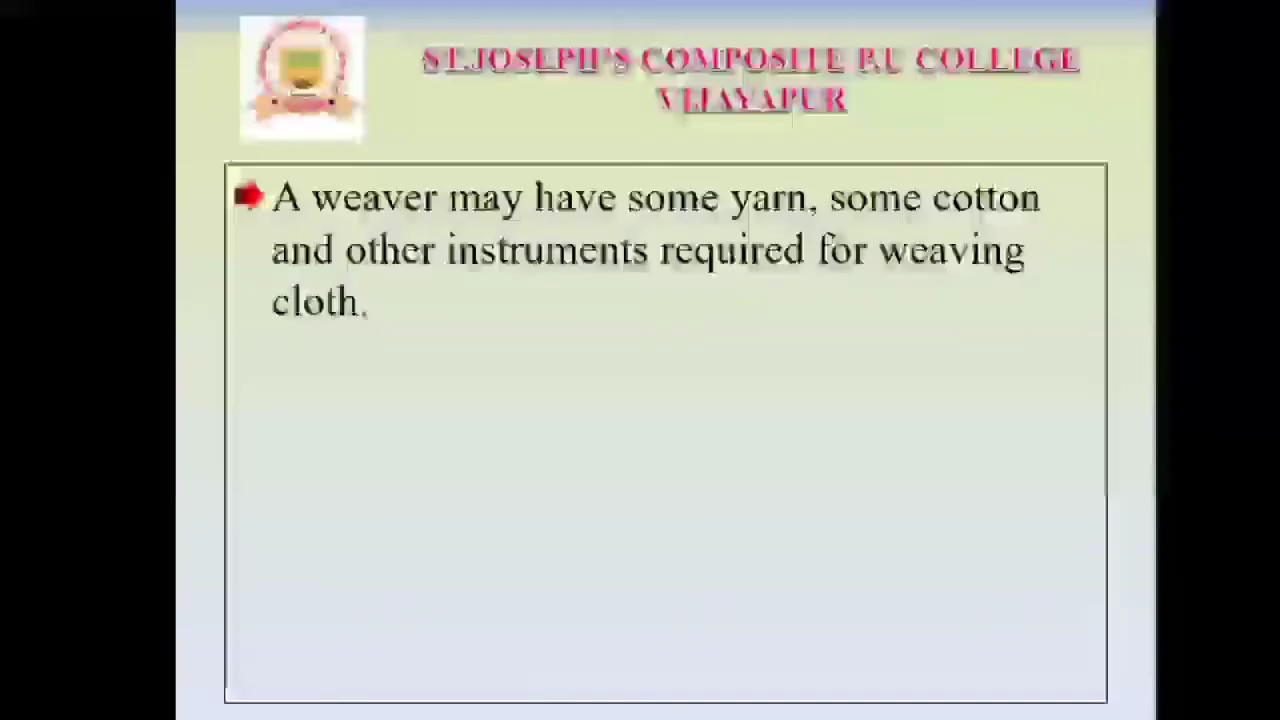 ST.JOSEPH'S COMPOSITE P.U COLLEGE
VIJAYAPUR
A weaver may have some yarn, some cotton
and other instruments required for weaving
cloth.